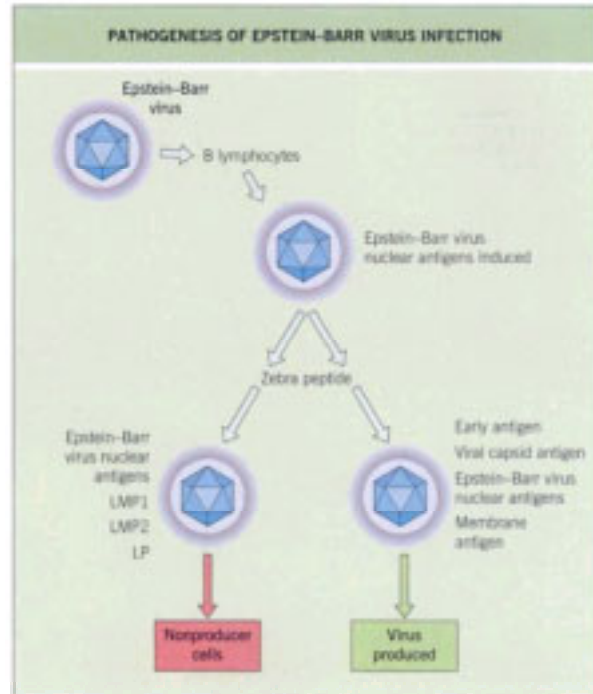 PATHOGENESIS OF EPSTEIN–BARR VIRUS INFECTION
Epstein–Barr
virus
B lymphocytes
Epstein–Barr virus
nuclear antigens induced
Zebra peptide
Epstein–Barr
virus nuclear
antigens
LMP1
LMP2
LP
Early antigen
Viral capsid antigen
Epstein–Barr virus
nuclear antigens
Membrane
antigen
Nonproducer
cells
Virus
produced